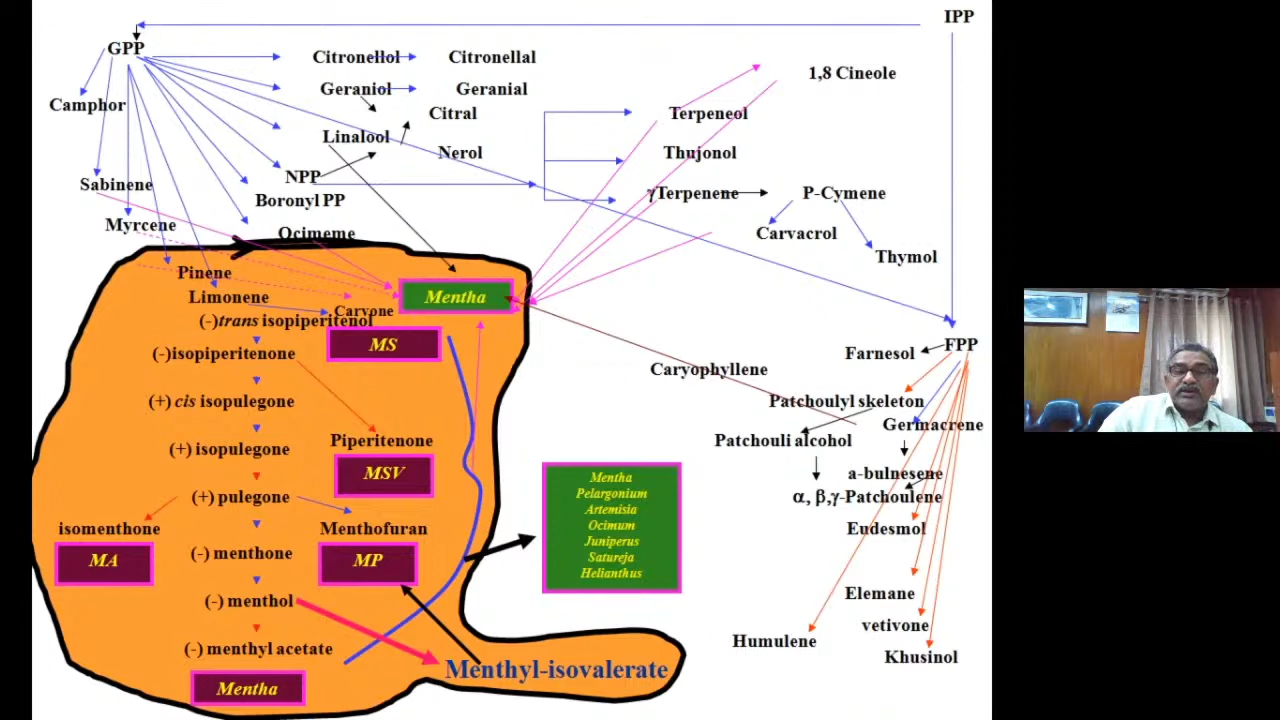 IPP
GPP
Citronellol
Citronellal
1,8 Cineole
Geraniol
Geranial
Camphor
Citral
Terpeneol
Linalool
Nerol
Thujonol
NPP
Sabinene
Boronyl PP
γTerpenene
P-Cymene
Myrcene
Ocimeme
Carvacrol
Thymol
Pinene
Limonene
Mentha
Carvone
(-)trans isopiperitenol
MS
(-)isopiperitenone
Farnesol
FPP
Caryophyllene
(+) cis isopulegone
Patchoulyl skeleton
Germacrene
Piperitenone
Patchouli alcohol
(+) isopulegone
MSV
a-bulnesene
(+) pulegone
α, β,γ-Patchoulene
Mentha
Pelargonium
Artemisia
Ocimum
Juniperus
Satureja
Helianthus
isomenthone
Menthofuran
Eudesmol
MA
(-) menthone
MP
(-) menthol
Elemane
vetivone
Humulene
(-) menthyl acetate
Khusinol
Menthyl-isovalerate
Mentha